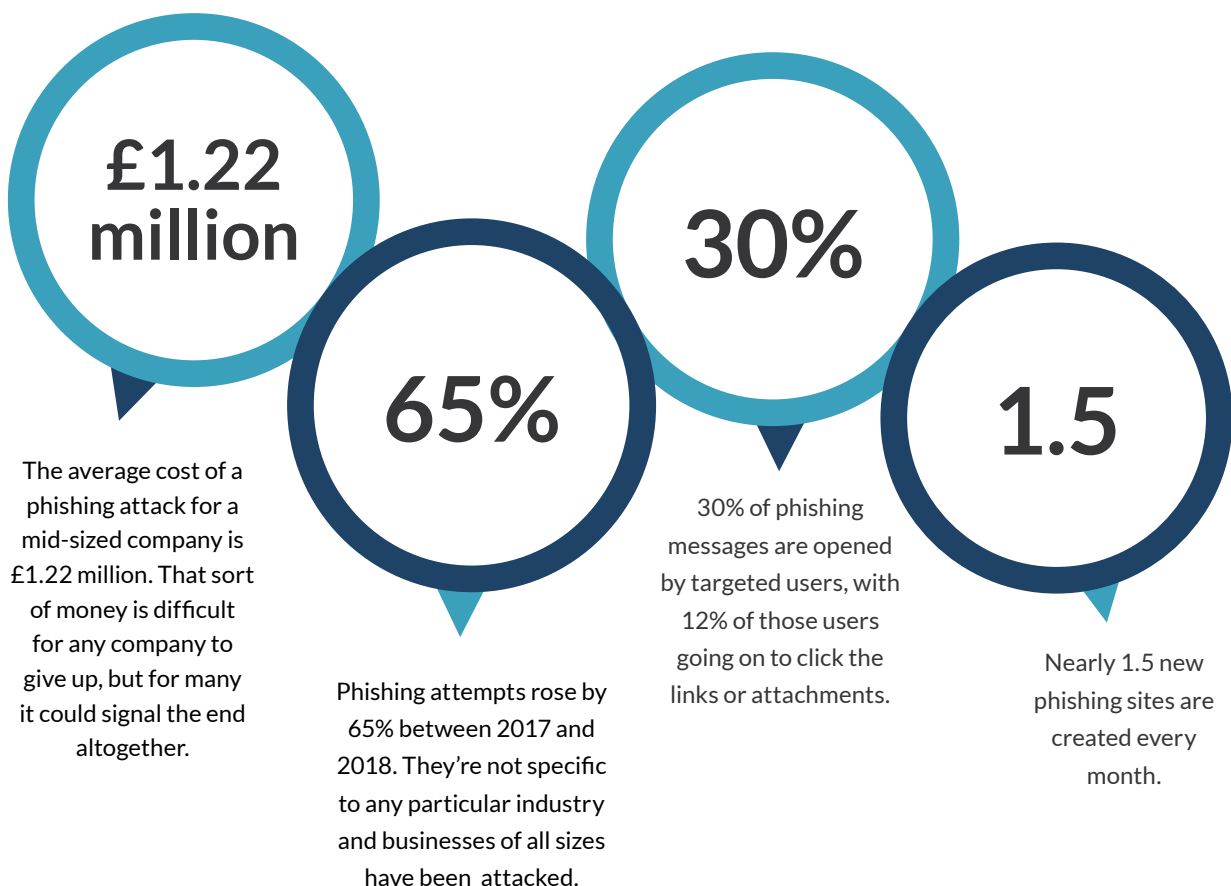 £1.22
million
The average cost of a
phishing attack for a
mid-sized company is
£1.22 million. That sort
of money is difficult
for any company to
give up, but for many
it could signal the end
altogether.
65%
Phishing attempts rose by
65% between 2017 and
2018. They’re not specific
to any particular industry
and businesses of all sizes
have been attacked.
30%
30% of phishing
messages are opened
by targeted users, with
12% of those users
going on to click the
links or attachments.
1.5
Nearly 1.5 new
phishing sites are
created every
month.